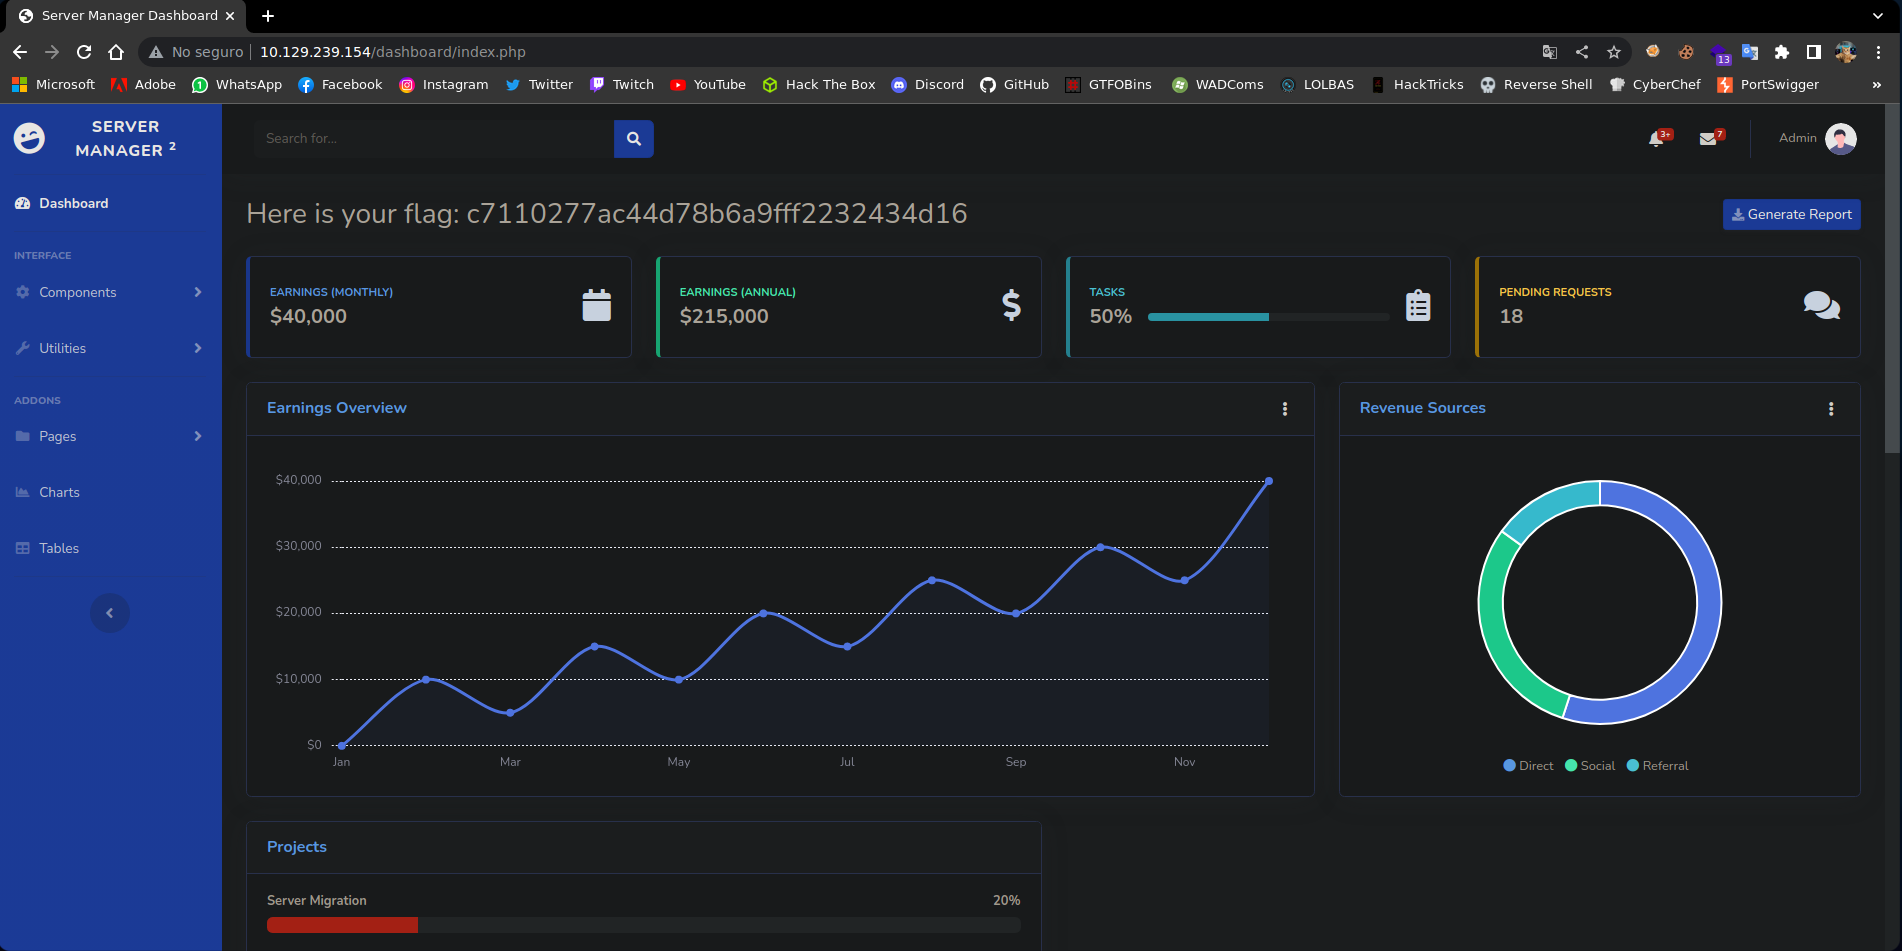 Server Manager Dashboard
No seguro 10.129.239.154/dashboard/index.php
13
Microsoft Adobe WhatsApp Facebook Instagram Twitter Twitch YouTube Hack The Box Discord GitHub GTFOBins WADComs LOLBAS HackTricks Reverse Shell CyberChef PortSwigger »
SERVER
MANAGER 2
Search for...
3+
7
Admin
Dashboard
INTERFACE
Components
Utilities
ADDONS
Pages
Charts
Tables
Here is your flag: c7110277ac44d78b6a9fff2232434d16
Generate Report
EARNINGS (MONTHLY)
$40,000
EARNINGS (ANNUAL)
$215,000
TASKS
50%
PENDING REQUESTS
18
Earnings Overview
$40,000
$30,000
$20,000
$10,000
$0
Jan Mar May Jul Sep Nov
Revenue Sources
Direct Social Referral
Projects
Server Migration 20%